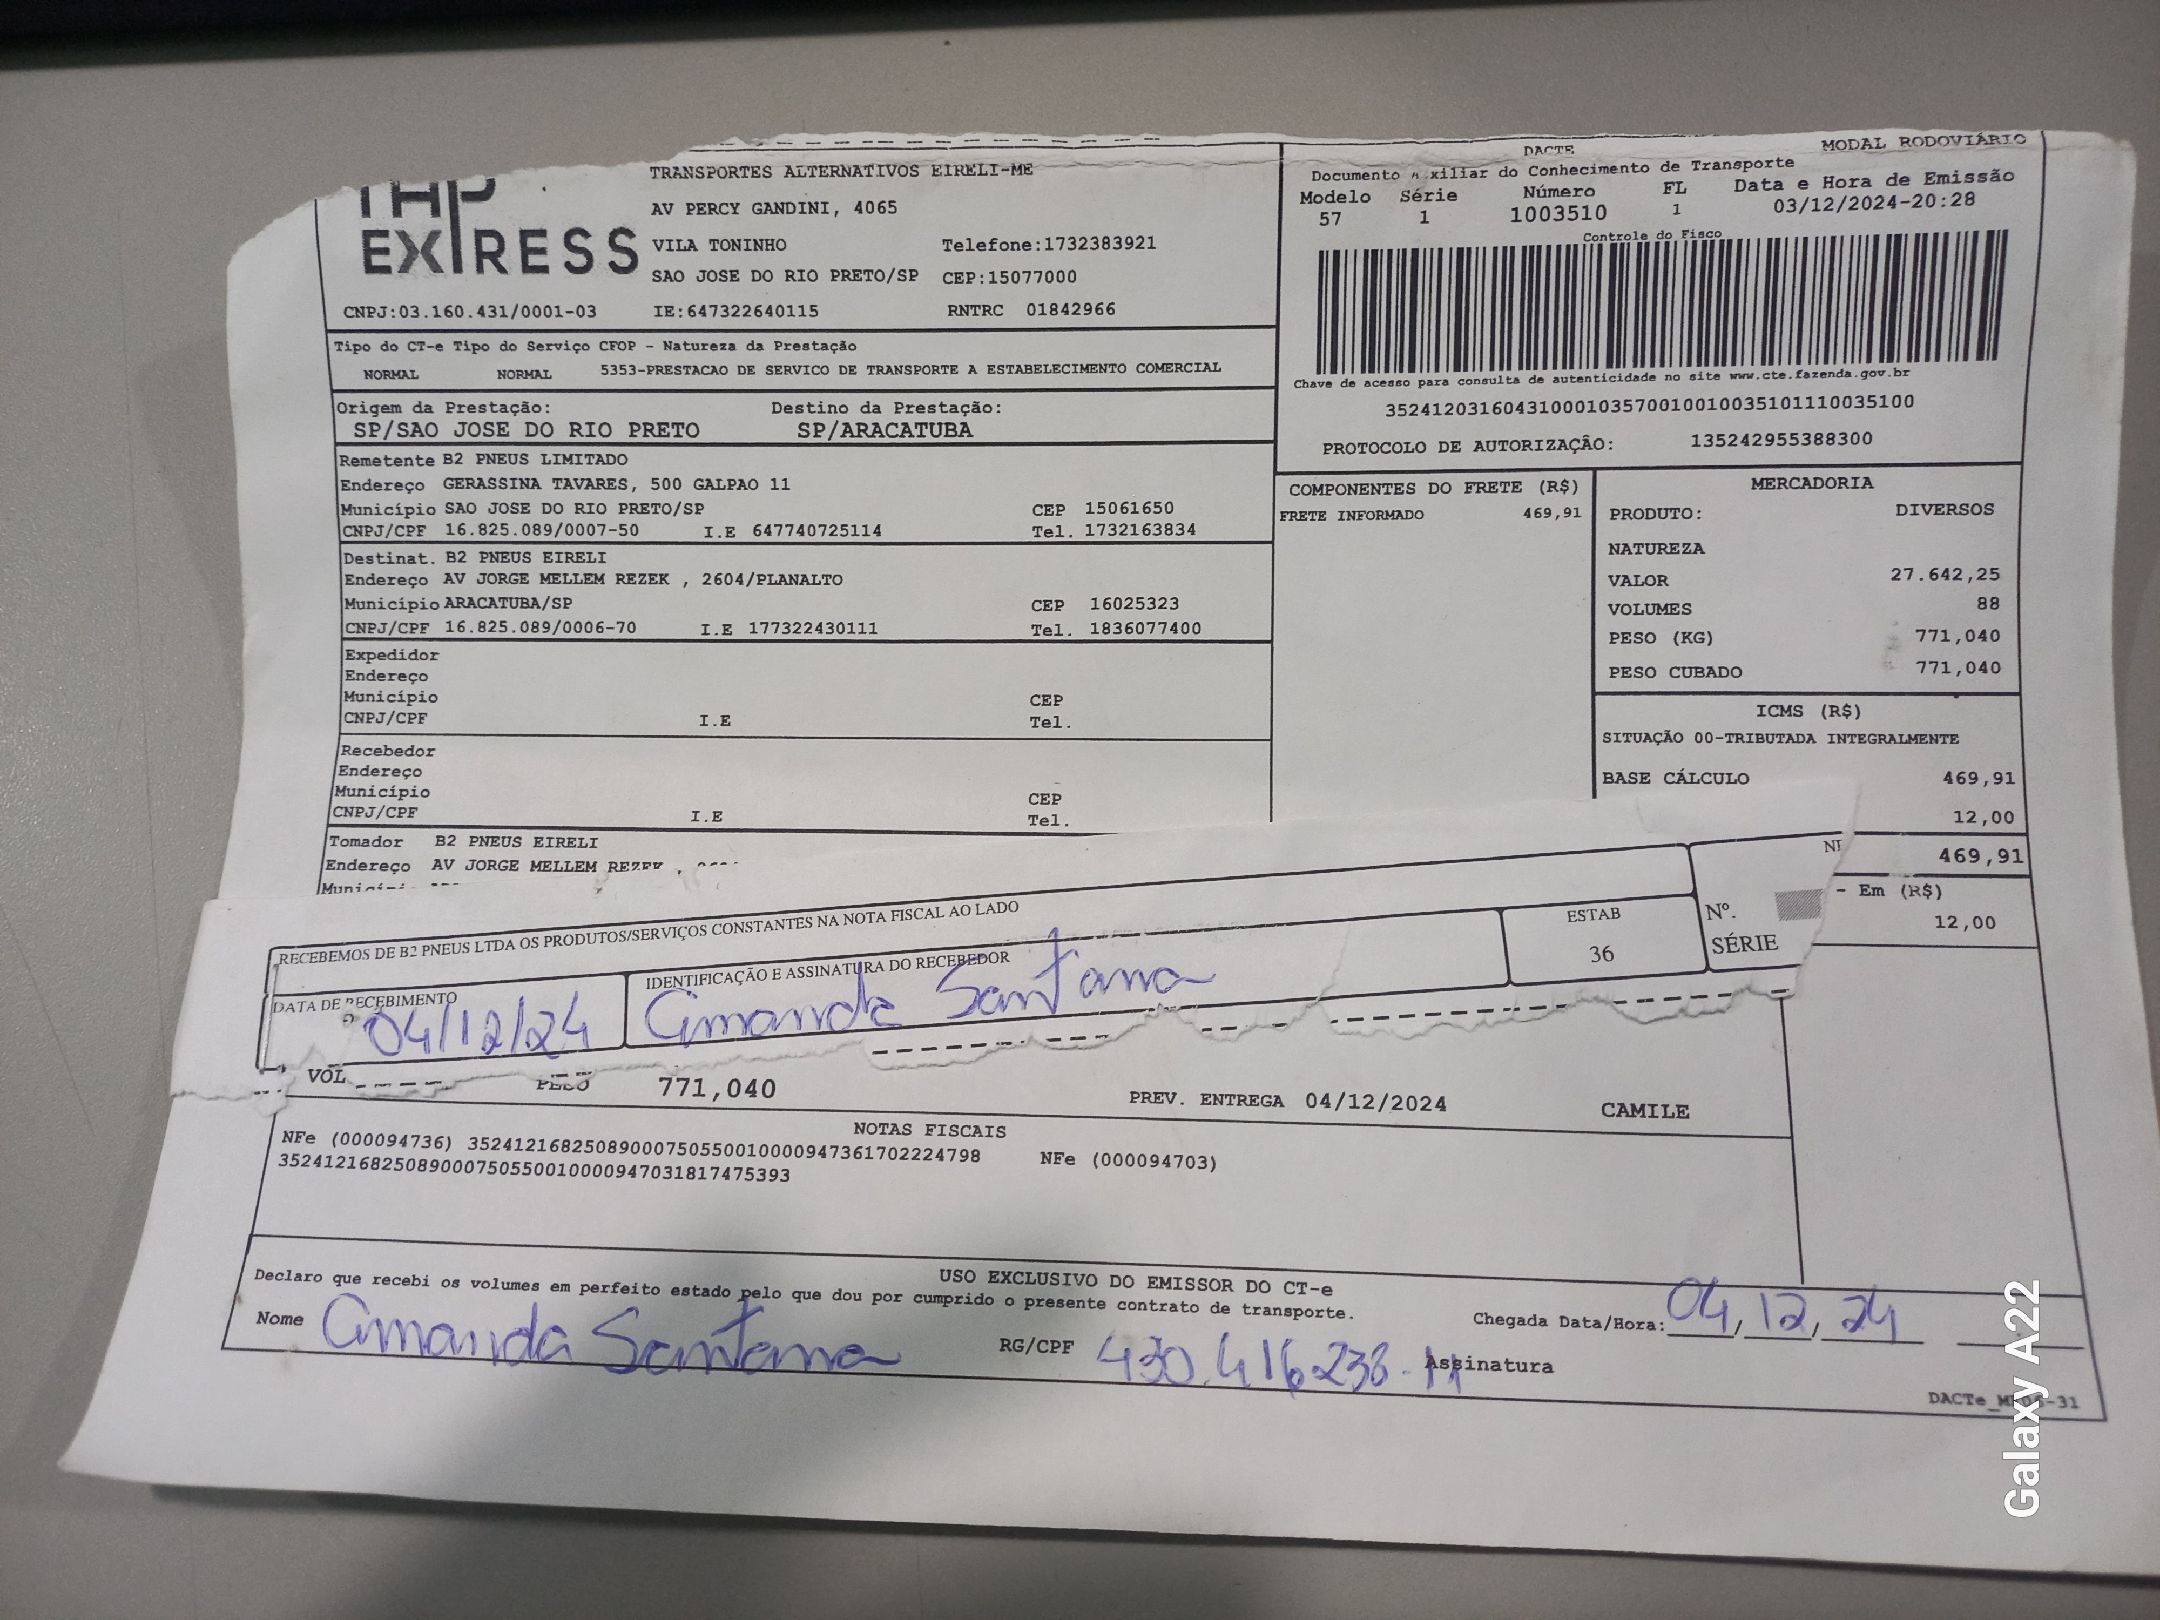 TAP
EXPRESS
TRANSPORTES ALTERNATIVOS EIRELI-ME
AV PERCY GANDINI, 4065
VILA TONINHO Telefone:1732383921
SAO JOSE DO RIO PRETO/SP CEP:15077000
CNPJ:03.160.431/0001-03 IE:647322640115 RNTRC 01842966
Tipo do CT-e Tipo do Serviço CFOP - Natureza da Prestação
NORMAL NORMAL 5353-PRESTACAO DE SERVICO DE TRANSPORTE A ESTABELECIMENTO COMERCIAL
Origem da Prestação: Destino da Prestação:
SP/SAO JOSE DO RIO PRETO SP/ARACATUBA
Remetente B2 PNEUS LIMITADO
Endereço GERASSINA TAVARES, 500 GALPAO 11
Município SAO JOSE DO RIO PRETO/SP CEP 15061650
CNPJ/CPF 16.825.089/0007-50 I.E 647740725114 Tel. 1732163834
Destinat. B2 PNEUS EIRELI
Endereço AV JORGE MELLEM REZEK , 2604/PLANALTO
Município ARACATUBA/SP CEP 16025323
CNPJ/CPF 16.825.089/0006-70 I.E 177322430111 Tel. 1836077400
Expedidor
Endereço
Município CEP
CNPJ/CPF I.E Tel.
Recebedor
Endereço
Município CEP
CNPJ/CPF I.E Tel.
Tomador B2 PNEUS EIRELI
Endereço AV JORGE MELLEM REZEK ,
DACTE MODAL RODOVIÁRIO
Documento Auxiliar do Conhecimento de Transporte
Modelo Série Número FL Data e Hora de Emissão
57 1 1003510 1 03/12/2024-20:28
Controle do Fisco
Chave de acesso para consulta de autenticidade no site www.cte.fazenda.gov.br
35241203160431000103570010010035101110035100
PROTOCOLO DE AUTORIZAÇÃO: 135242955388300
COMPONENTES DO FRETE (R$)
FRETE INFORMADO 469,91
MERCADORIA
PRODUTO: DIVERSOS
NATUREZA
VALOR 27.642,25
VOLUMES 88
PESO (KG) 771,040
PESO CUBADO 771,040
ICMS (R$)
SITUAÇÃO 00-TRIBUTADA INTEGRALMENTE
BASE CÁLCULO 469,91
12,00
469,91
- Em (R$)
12,00
RECEBEMOS DE B2 PNEUS LTDA OS PRODUTOS/SERVIÇOS CONSTANTES NA NOTA FISCAL AO LADO
DATA DE RECEBIMENTO IDENTIFICAÇÃO E ASSINATURA DO RECEBEDOR ESTAB Nº.
04/12/24 Amanda Santana 36 SÉRIE
VOL PESO 771,040 PREV. ENTREGA 04/12/2024 CAMILE
NOTAS FISCAIS
NFe (000094736) 35241216825089000750550010000947361702224798 NFe (000094703)
35241216825089000750550010000947031817475393
USO EXCLUSIVO DO EMISSOR DO CT-e
Declaro que recebi os volumes em perfeito estado pelo que dou por cumprido o presente contrato de transporte.
Nome Amanda Santana RG/CPF 430.416238-11 Assinatura
Chegada Data/Hora: 04,12,24
Galaxy A22